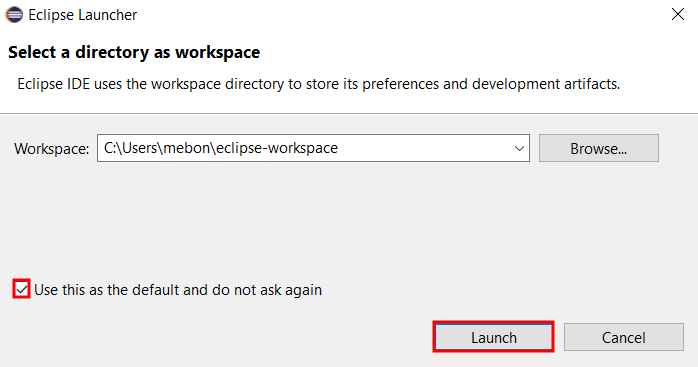 Eclipse Launcher
Select a directory as workspace
Eclipse IDE uses the workspace directory to store its preferences and development artifacts.
Workspace: C:\Users\mebon\eclipse-workspace Browse...
Use this as the default and do not ask again
Launch Cancel